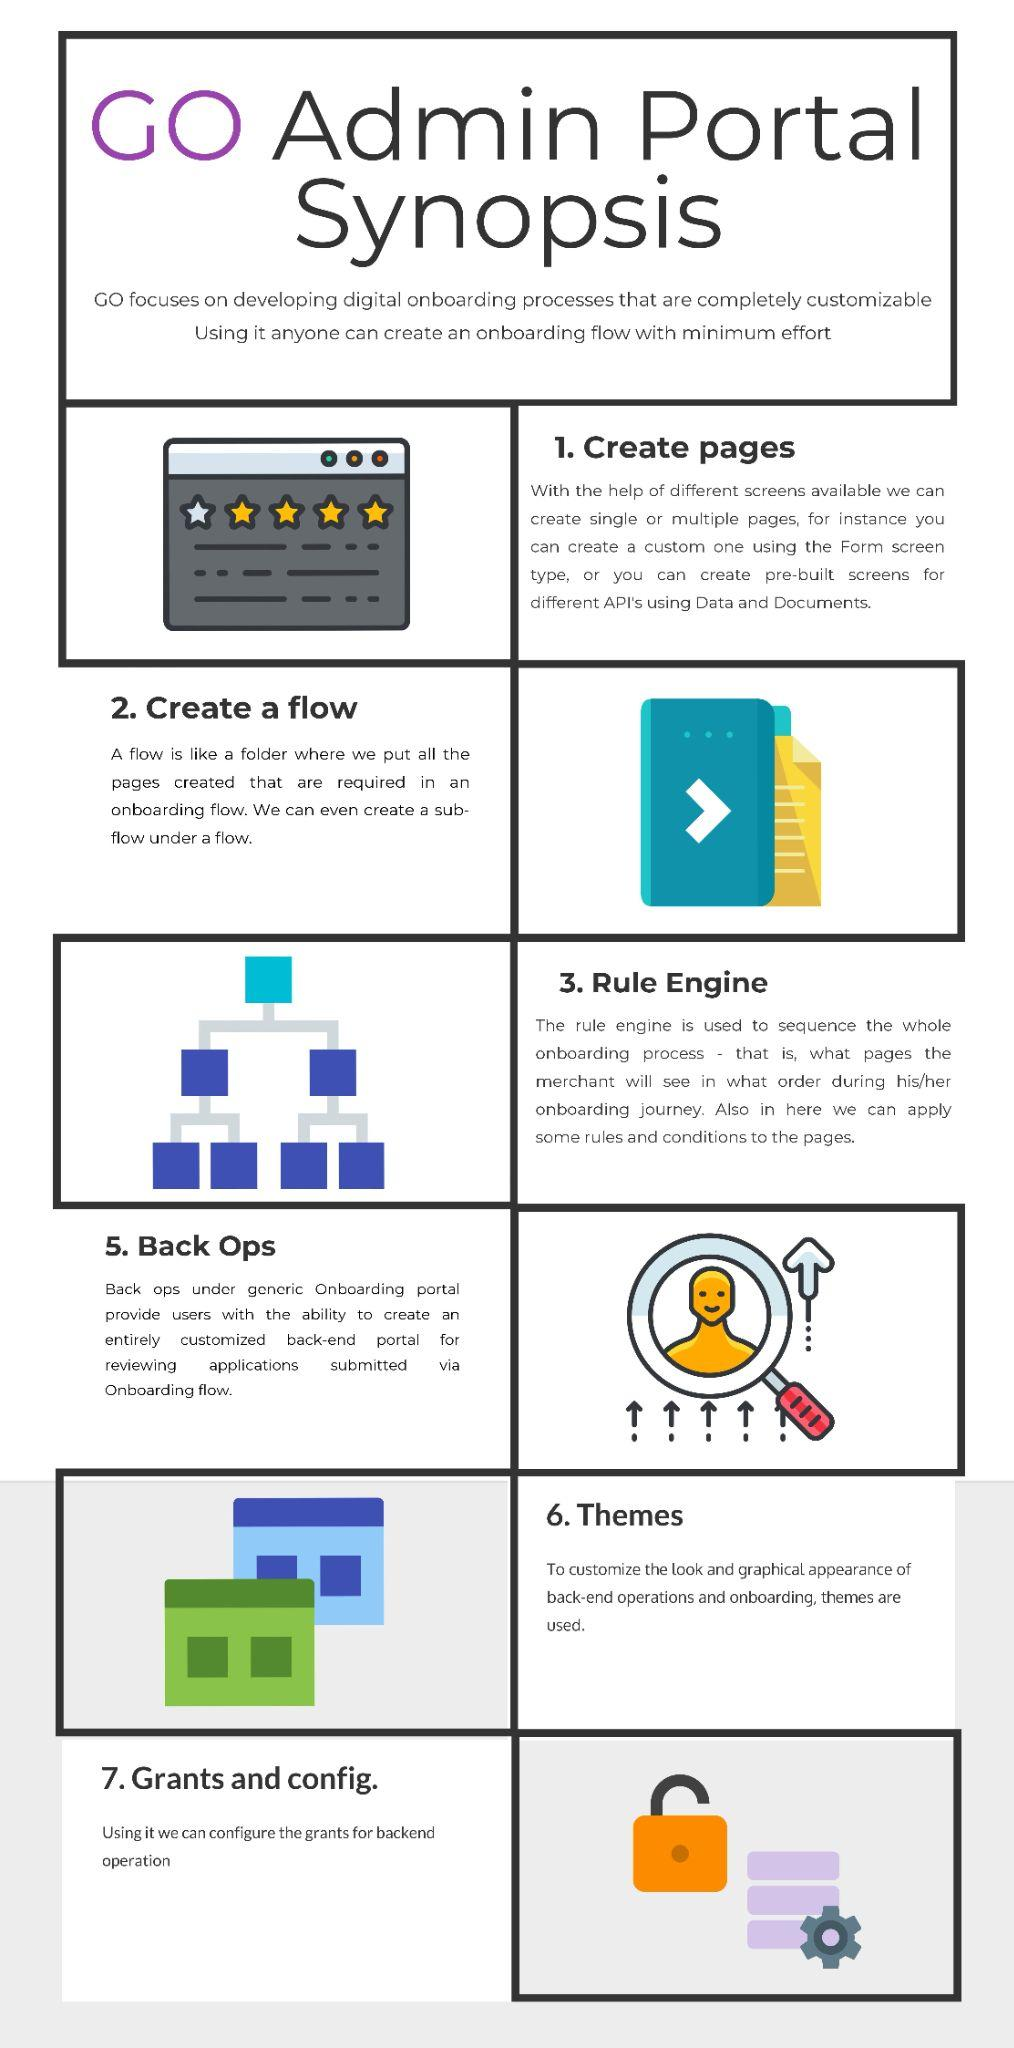 GO Admin Portal
Synopsis
GO focuses on developing digital onboarding processes that are completely customizable
Using it anyone can create an onboarding flow with minimum effort
1. Create pages
With the help of different screens available we can
create single or multiple pages, for instance you
can create a custom one using the Form screen
type, or you can create pre-built screens for
different API's using Data and Documents.
2. Create a flow
A flow is like a folder where we put all the
pages created that are required in an
onboarding flow. We can even create a sub-
flow under a flow.
3. Rule Engine
The rule engine is used to sequence the whole
onboarding process - that is, what pages the
merchant will see in what order during his/her
onboarding journey. Also in here we can apply
some rules and conditions to the pages.
5. Back Ops
Back ops under generic Onboarding portal
provide users with the ability to create an
entirely customized back-end portal for
reviewing applications submitted via
Onboarding flow.
6. Themes
To customize the look and graphical appearance of
back-end operations and onboarding, themes are
used.
7. Grants and config.
Using it we can configure the grants for backend
operation